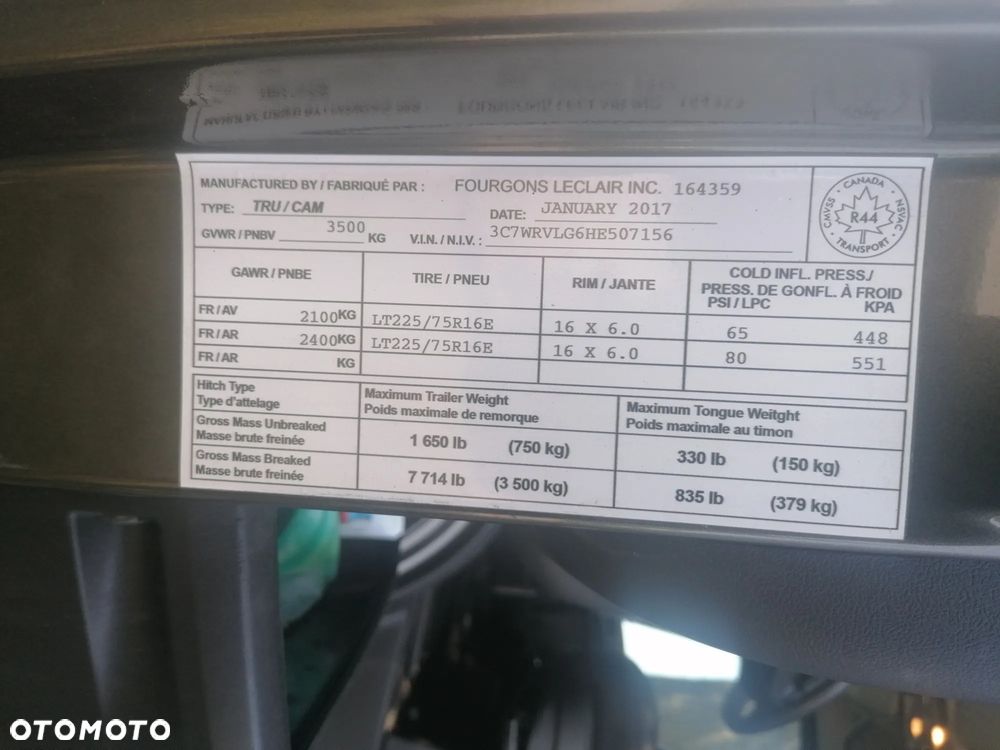 MANUFACTURED BY / FABRIQUÉ PAR : FOURGONS LECLAIR INC. 164359
TYPE: TRU / CAM DATE: JANUARY 2017
GVWR / PNBV 3500 KG V.I.N. / N.I.V. : 3C7WRVLG6HE507156
CANADA
CMVSS R44 NSVAC
TRANSPORT
GAWR / PNBE TIRE / PNEU RIM / JANTE COLD INFL. PRESS./
PRESS. DE GONFL. À FROID
PSI / LPC KPA
FR / AV 2100KG LT225/75R16E 16 X 6.0 65 448
FR / AR 2400KG LT225/75R16E 16 X 6.0 80 551
FR / AR KG
Hitch Type Maximum Trailer Weight Maximum Tongue Weitght
Type d'attelage Poids maximale de remorque Poids maximale au timon
Gross Mass Unbreaked
Masse brute freinée 1 650 lb (750 kg) 330 lb (150 kg)
Gross Mass Breaked
Masse brute freinée 7 714 lb (3 500 kg) 835 lb (379 kg)
OTOMOTO